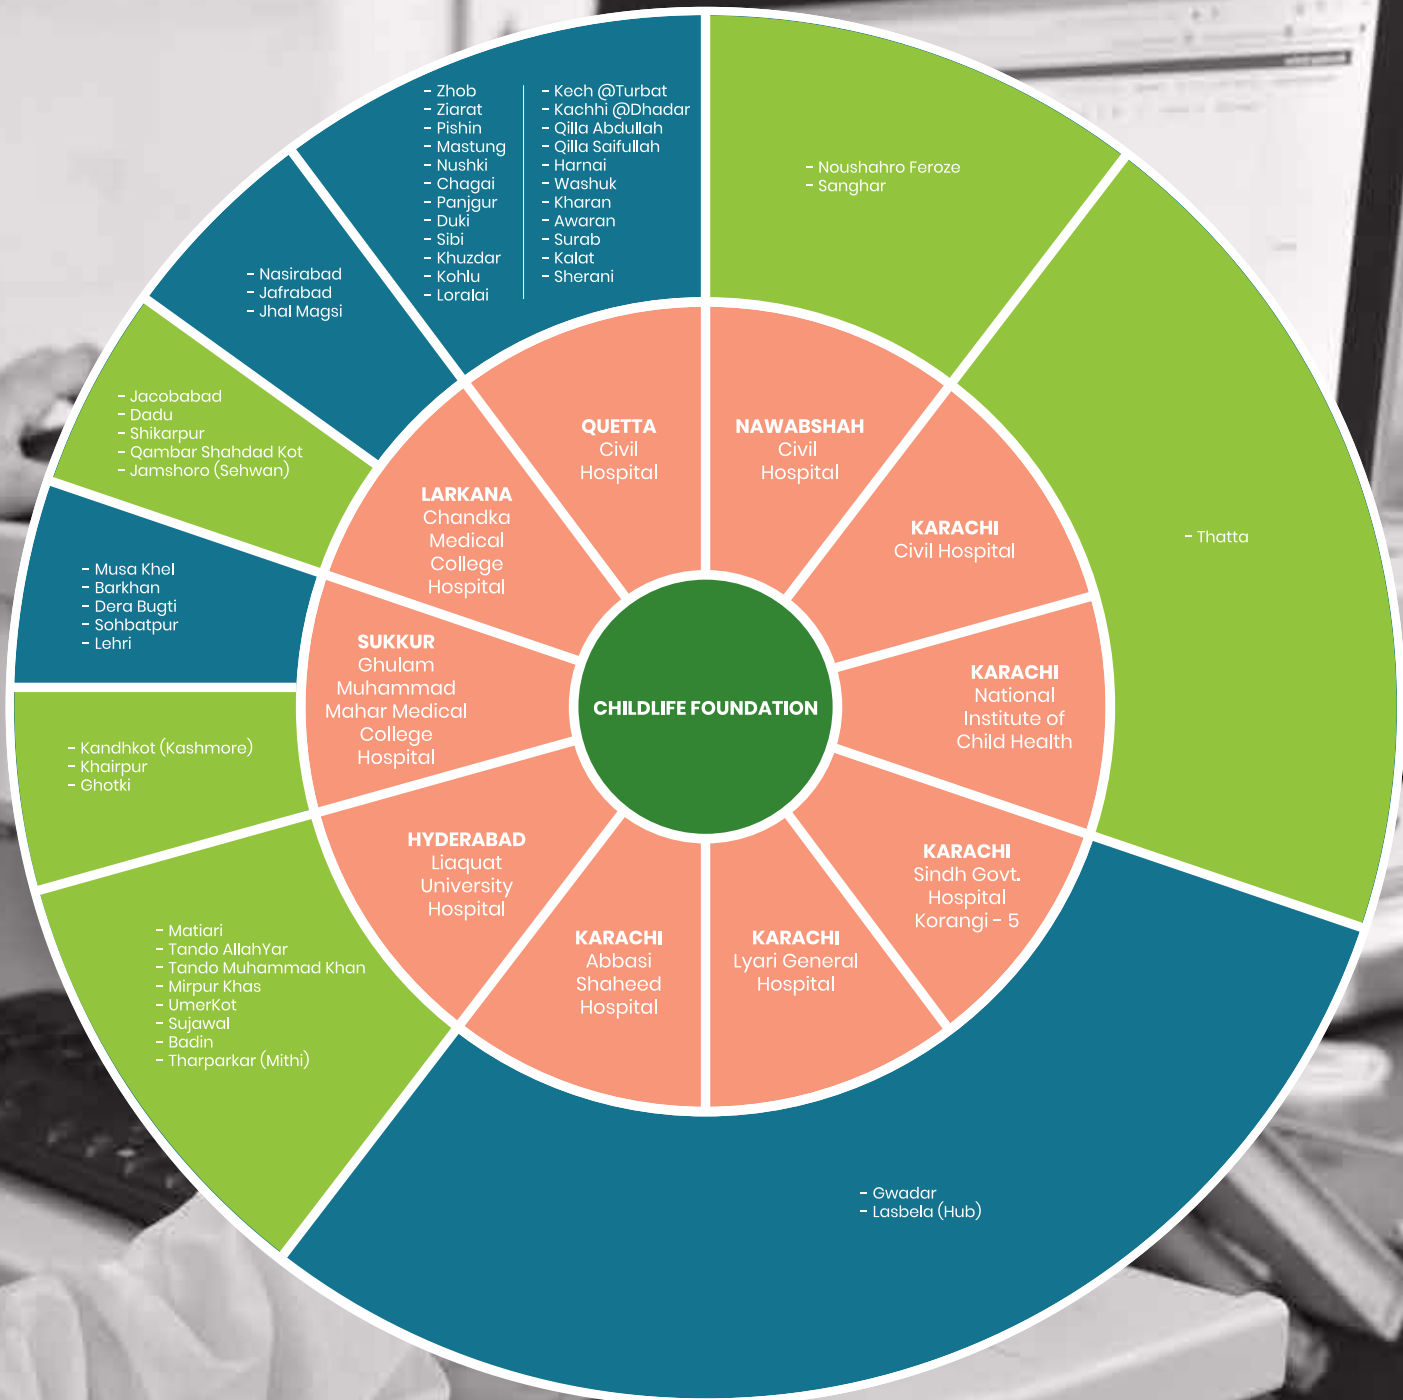 - Zhob
- Ziarat
- Pishin
- Mastung
- Nushki
- Chagai
- Panjgur
- Duki
- Sibi
- Khuzdar
- Kohlu
- Loralai
- Kech @Turbat
- Kachhi @Dhadar
- Qilla Abdullah
- Qilla Saifullah
- Harnai
- Washuk
- Kharan
- Awaran
- Surab
- Kalat
- Sherani
- Noushahro Feroze
- Sanghar
- Nasirabad
- Jafrabad
- Jhal Magsi
- Jacobabad
- Dadu
- Shikarpur
- Qambar Shahdad Kot
- Jamshoro (Sehwan)
QUETTA
Civil
Hospital
NAWABSHAH
Civil
Hospital
LARKANA
Chandka
Medical
College
Hospital
KARACHI
Civil Hospital
- Thatta
- Musa Khel
- Barkhan
- Dera Bugti
- Sohbatpur
- Lehri
SUKKUR
Ghulam
Muhammad
Mahar Medical
College
Hospital
CHILDLIFE FOUNDATION
KARACHI
National
Institute of
Child Health
- Kandhkot (Kashmore)
- Khairpur
- Ghotki
HYDERABAD
Liaquat
University
Hospital
KARACHI
Abbasi
Shaheed
Hospital
KARACHI
Lyari General
Hospital
KARACHI
Sindh Govt.
Hospital
Korangi - 5
- Matiari
- Tando AllahYar
- Tando Muhammad Khan
- Mirpur Khas
- UmerKot
- Sujawal
- Badin
- Tharparkar (Mithi)
- Gwadar
- Lasbela (Hub)